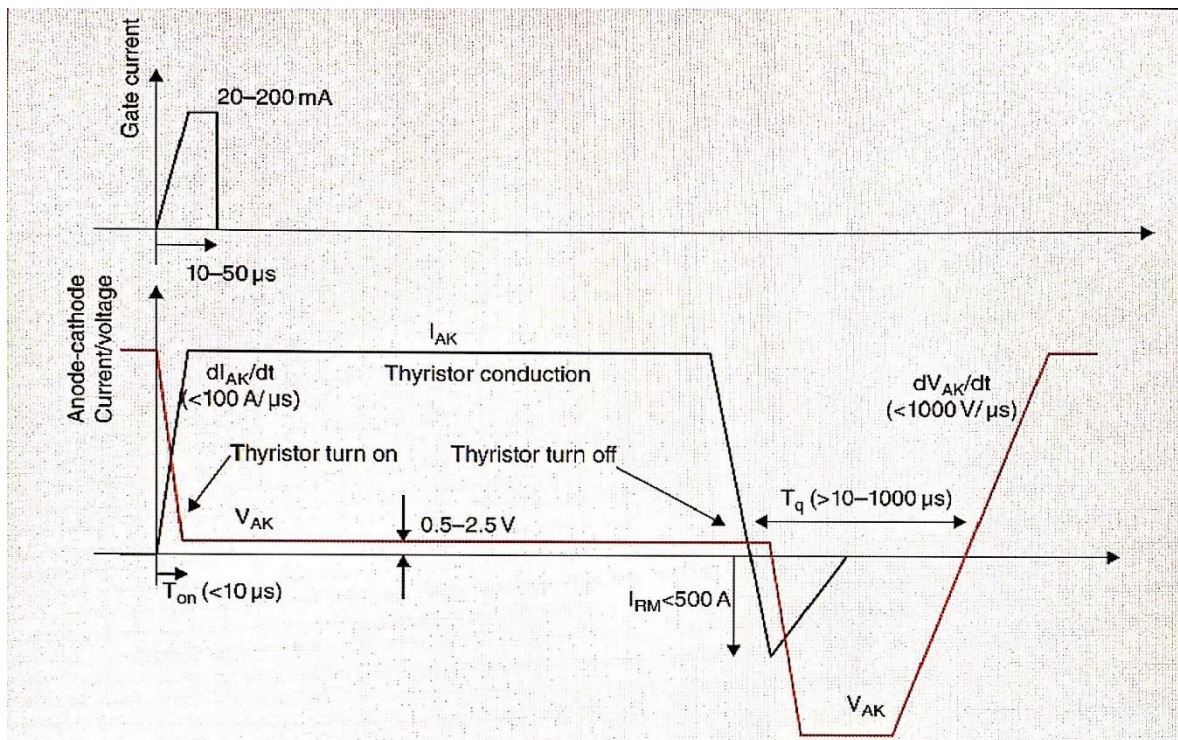 Gate current
20–200 mA
10–50 µs
Anode-cathode
Current/voltage
I_AK
dI_AK/dt
(<100 A/µs)
Thyristor conduction
dV_AK/dt
(<1000 V/µs)
Thyristor turn on
Thyristor turn off
T_q (>10–1000 µs)
V_AK
0.5–2.5 V
T_on (<10 µs)
I_RM<500 A
V_AK